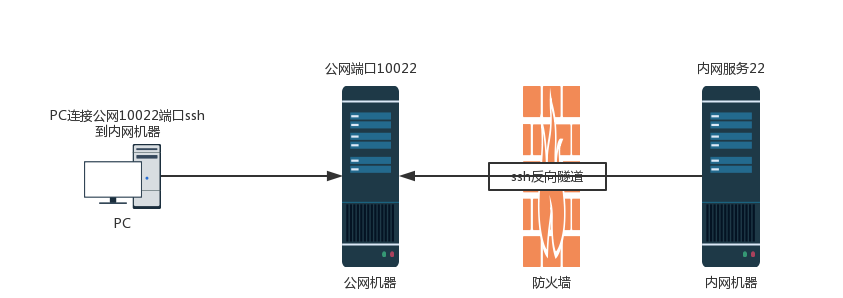 公网端口10022
内网服务22
PC连接公网10022端口ssh
到内网机器
ssh反向隧道
PC
公网机器
防火墙
内网机器